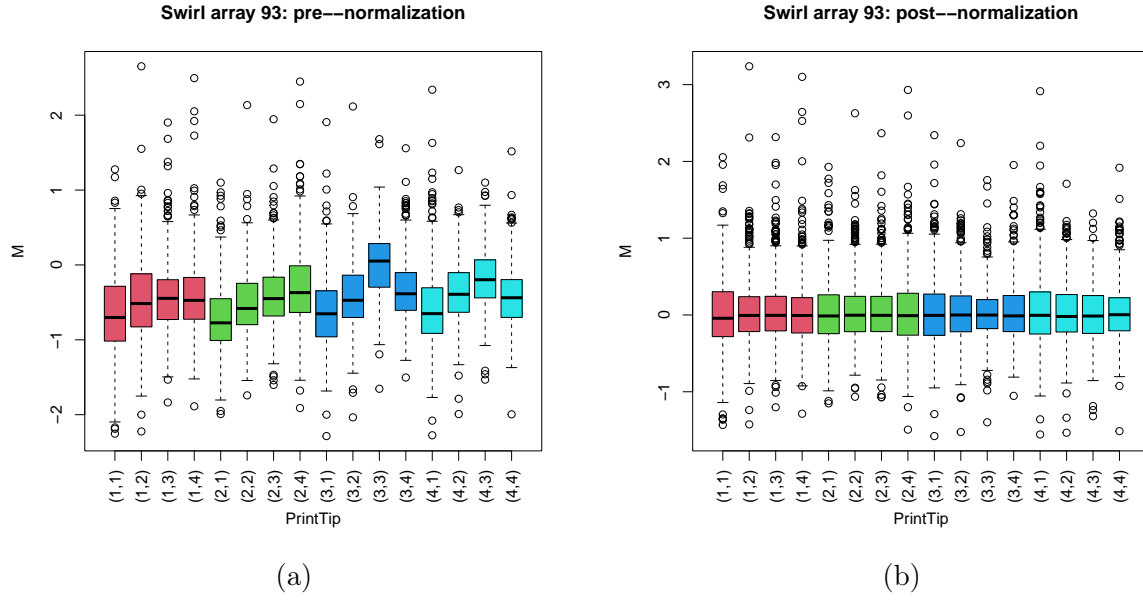 Swirl array 93: pre−−normalization
M
2
1
0
−1
−2
(1,1) (1,2) (1,3) (1,4) (2,1) (2,2) (2,3) (2,4) (3,1) (3,2) (3,3) (3,4) (4,1) (4,2) (4,3) (4,4)
PrintTip
(a)
Swirl array 93: post−−normalization
M
3
2
1
0
−1
(1,1) (1,2) (1,3) (1,4) (2,1) (2,2) (2,3) (2,4) (3,1) (3,2) (3,3) (3,4) (4,1) (4,2) (4,3) (4,4)
PrintTip
(b)